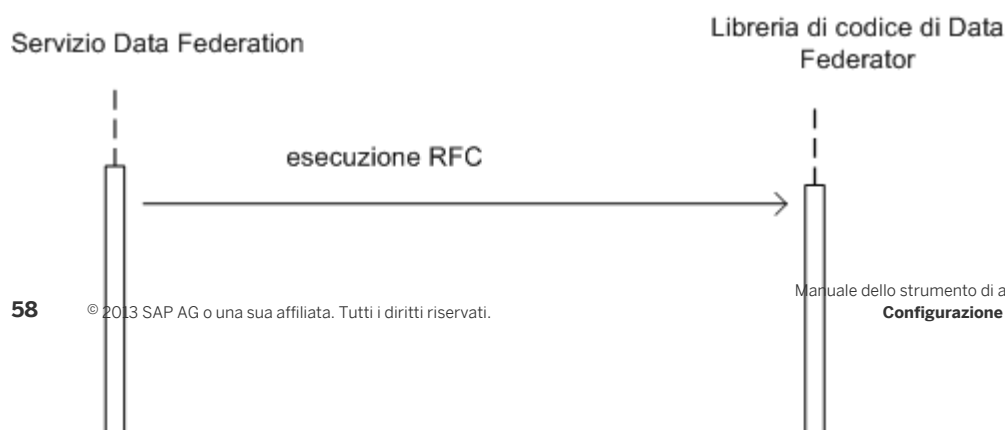 Servizio Data Federation
Libreria di codice di Data
Federator
esecuzione RFC
58 © 2013 SAP AG o una sua affiliata. Tutti i diritti riservati.
Manuale dello strumento di a
Configurazione